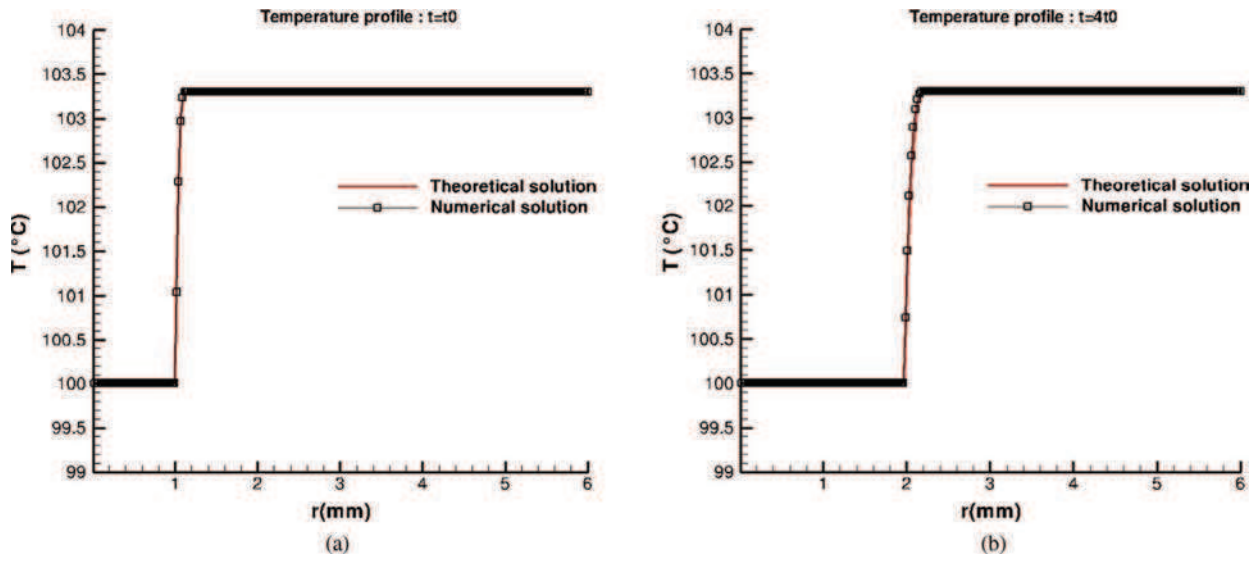 Temperature profile : t=t0
104
103.5
103
102.5
102
101.5
101
100.5
100
99.5
99
T (°C)
Theoretical solution
Numerical solution
1 2 3 4 5 6
r(mm)
(a)
Temperature profile : t=4t0
104
103.5
103
102.5
102
101.5
101
100.5
100
99.5
99
T (°C)
Theoretical solution
Numerical solution
1 2 3 4 5 6
r(mm)
(b)